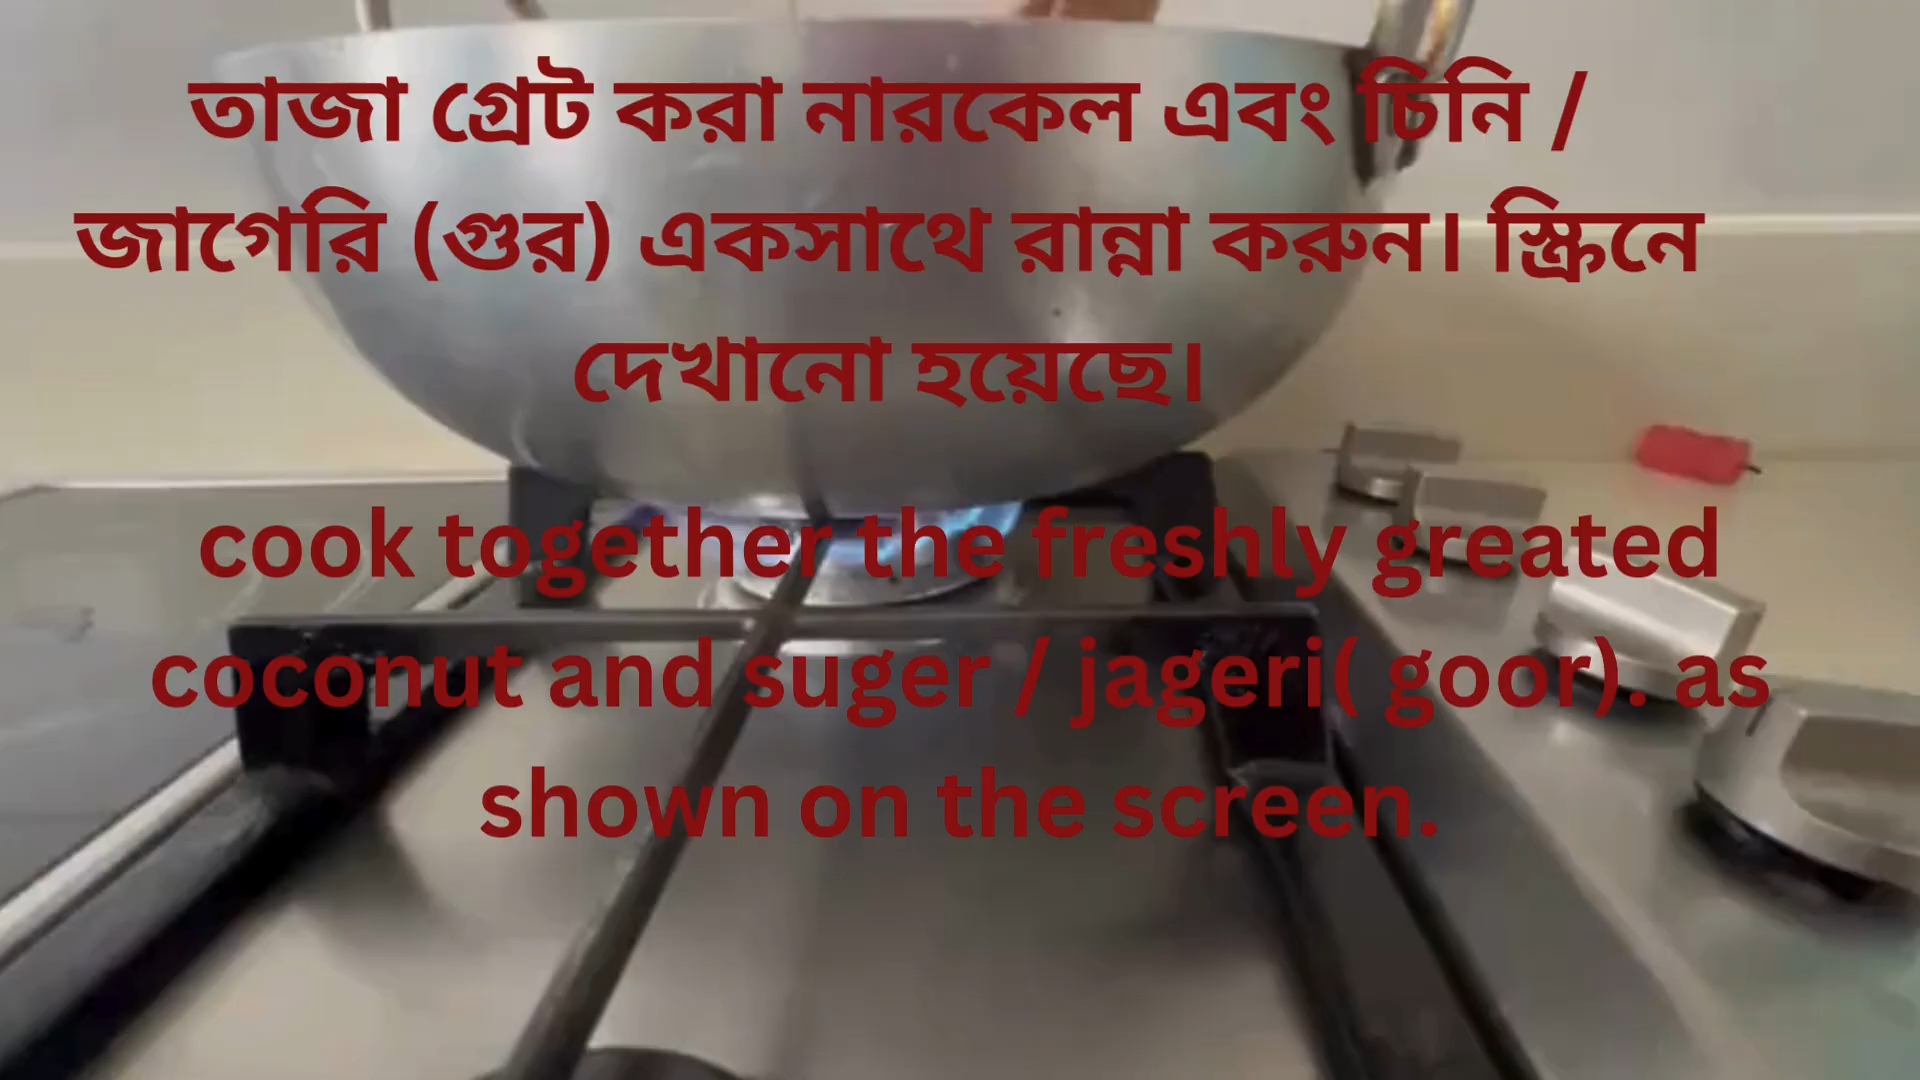 তাজা গ্রেট করা নারকেল এবং চিনি /
জাগেরি (গুর) একসাথে রান্না করুন। স্ক্রিনে
দেখানো হয়েছে।
cook together the freshly greated
coconut and suger / jageri( goor). as
shown on the screen.